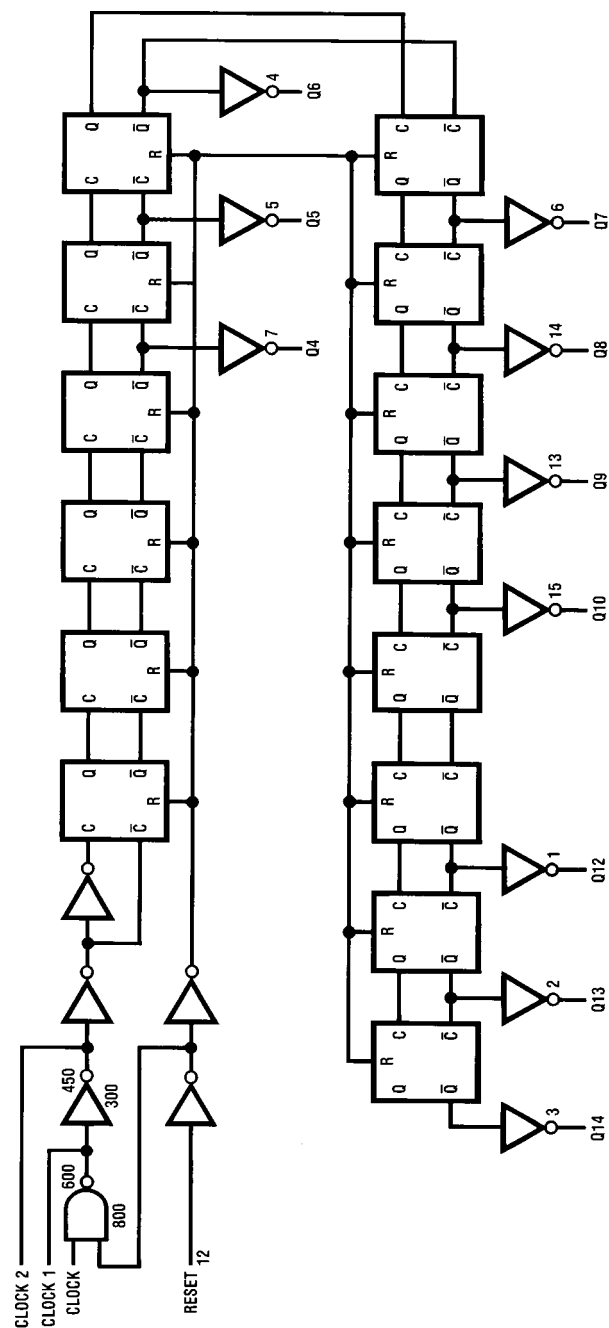 CLOCK 2
CLOCK 1
CLOCK
600
800
450
300
RESET
12
C Q C Q C Q C Q C Q C Q
C̅ Q̅ C̅ Q̅ C̅ Q̅ C̅ Q̅ C̅ Q̅ C̅ Q̅
R R R R R R
7 5 4
Q4 Q5 Q6
R R R R R R R R
Q C Q C Q C Q C Q C Q C Q C Q C
Q̅ C̅ Q̅ C̅ Q̅ C̅ Q̅ C̅ Q̅ C̅ Q̅ C̅ Q̅ C̅ Q̅ C̅
3 2 1 15 13 14 6
Q14 Q13 Q12 Q10 Q9 Q8 Q7